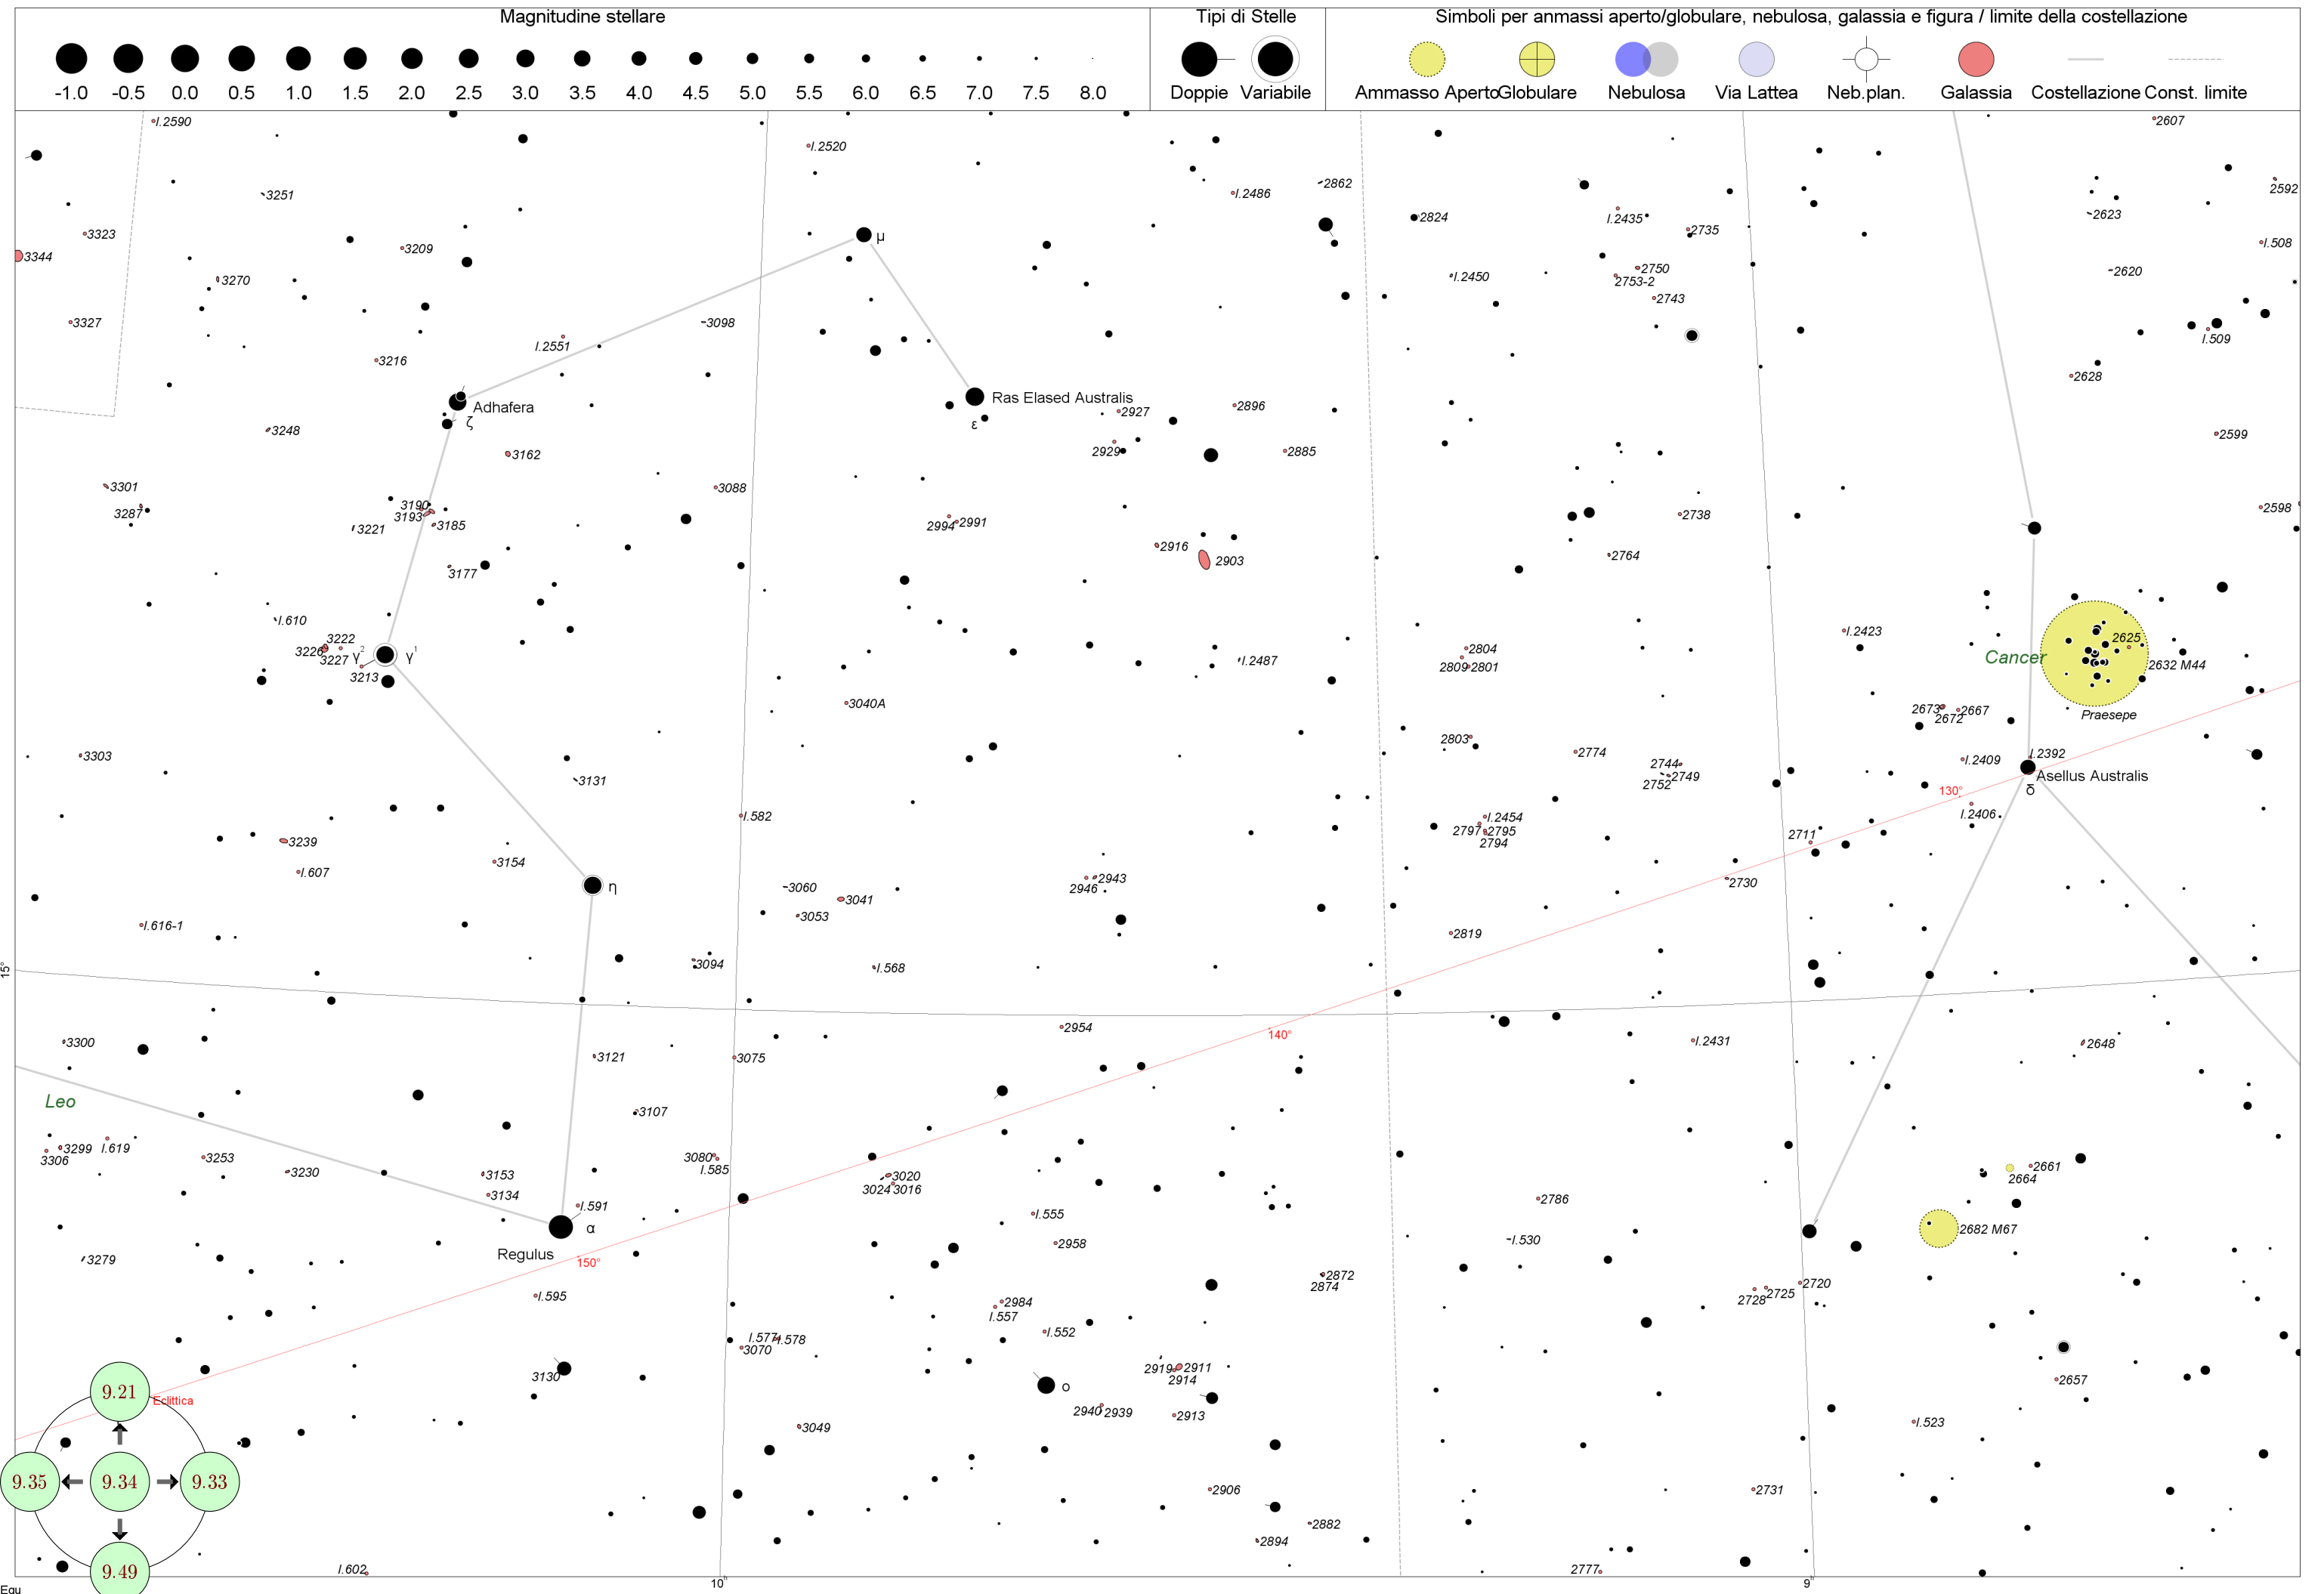 Magnitudine stellare
Tipi di Stelle
Simboli per anmassi aperto/globulare, nebulosa, galassia e figura / limite della costellazione
-1.0 -0.5 0.0 0.5 1.0 1.5 2.0 2.5 3.0 3.5 4.0 4.5 5.0 5.5 6.0 6.5 7.0 7.5 8.0
Doppie Variabile
Ammasso Aperto Globulare Nebulosa Via Lattea Neb.plan. Galassia Costellazione Const. limite
I.2590
2607
I.2520
3251
I.2486
2862
2592
I.2435
2824
2623
3323
2735
3209
I.508
3344
3270
I.2450
2750
2753-2
2620
2743
3327
3098
I.2551
I.509
3216
2628
Adhafera
ζ
Ras Elased Australis
ε
μ
2927
2896
3248
2599
3162
2929
2885
3301
3088
3287
3190
3193
3185
2994
2991
2738
2598
3221
2916
2903
2764
3177
I.610
3222
3226
3227
γ²
γ¹
3213
I.2423
2625
Cancer
2632 M44
I.2487
2804
2809
2801
3040A
2673
2672
2667
Praesepe
2803
3303
2774
I.2392
I.2409
2744
2749
2752
Asellus Australis
δ
130°
3131
I.582
I.2406
I.2454
2797
2795
2794
2711
3239
3154
I.607
η
3060
2943
2946
2730
3041
3053
I.616-1
2819
15°
3094
I.568
2954
140°
3300
3121
3075
I.2431
2648
Leo
3107
3299
3306
I.619
3253
3230
3153
3134
3080
I.585
3020
3024
3016
2661
2664
I.591
α
Regulus
I.555
2786
2682 M67
3279
150°
2958
I.530
2872
2874
2720
2728
2725
I.595
2984
I.557
I.552
I.577
I.578
3070
3130
2919
2911
2914
2657
ο
2940
2939
2913
I.523
9.21
Eclittica
3049
9.35
9.34
9.33
2906
2731
2882
2894
9.49
I.602
2777
10h
9h
Equ